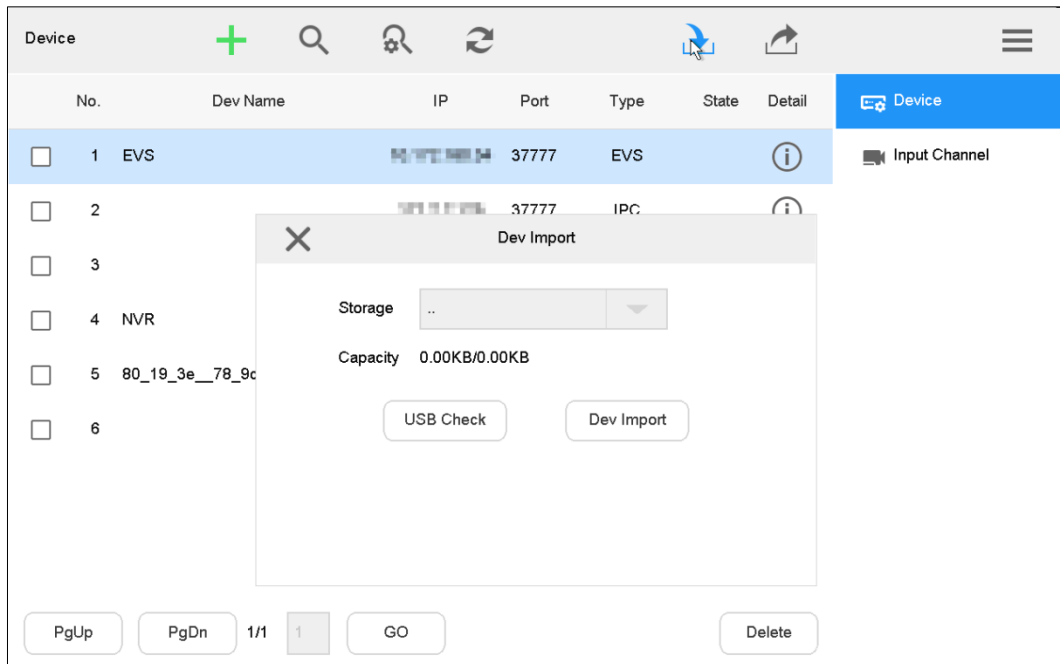 Device
No. Dev Name IP Port Type State Detail
Device
1 EVS 37777 EVS
Input Channel
2 37777 IPC
Dev Import
3
Storage ..
4 NVR
Capacity 0.00KB/0.00KB
5 80_19_3e__78_9c
USB Check Dev Import
6
PgUp PgDn 1/1 1 GO Delete